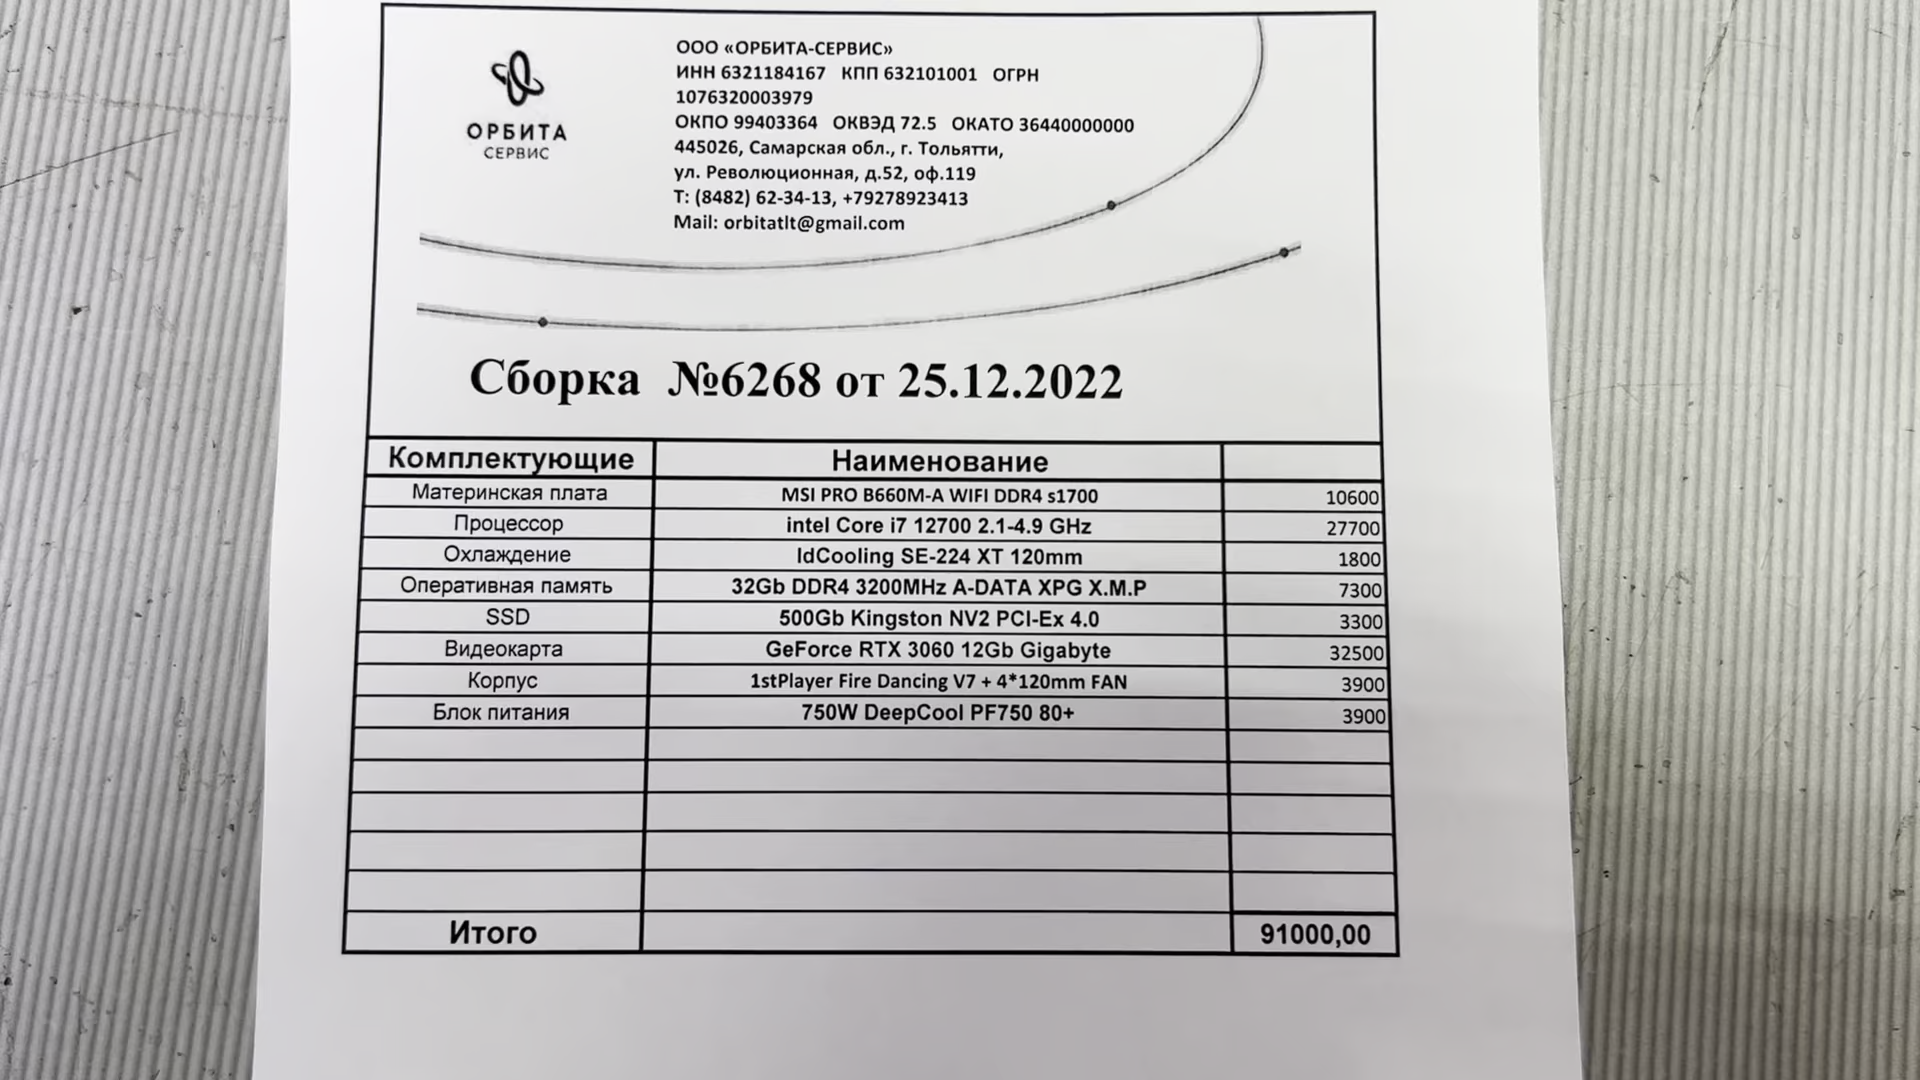 ОРБИТА
СЕРВИС
ООО «ОРБИТА-СЕРВИС»
ИНН 6321184167 КПП 632101001 ОГРН
1076320003979
ОКПО 99403364 ОКВЭД 72.5 ОКАТО 36440000000
445026, Самарская обл., г. Тольятти,
ул. Революционная, д.52, оф.119
Т: (8482) 62-34-13, +79278923413
Mail: orbitatlt@gmail.com
Сборка №6268 от 25.12.2022
Комплектующие Наименование
Материнская плата MSI PRO B660M-A WIFI DDR4 s1700 10600
Процессор intel Core i7 12700 2.1-4.9 GHz 27700
Охлаждение IdCooling SE-224 XT 120mm 1800
Оперативная память 32Gb DDR4 3200MHz A-DATA XPG X.M.P 7300
SSD 500Gb Kingston NV2 PCI-Ex 4.0 3300
Видеокарта GeForce RTX 3060 12Gb Gigabyte 32500
Корпус 1stPlayer Fire Dancing V7 + 4*120mm FAN 3900
Блок питания 750W DeepCool PF750 80+ 3900
Итого 91000,00